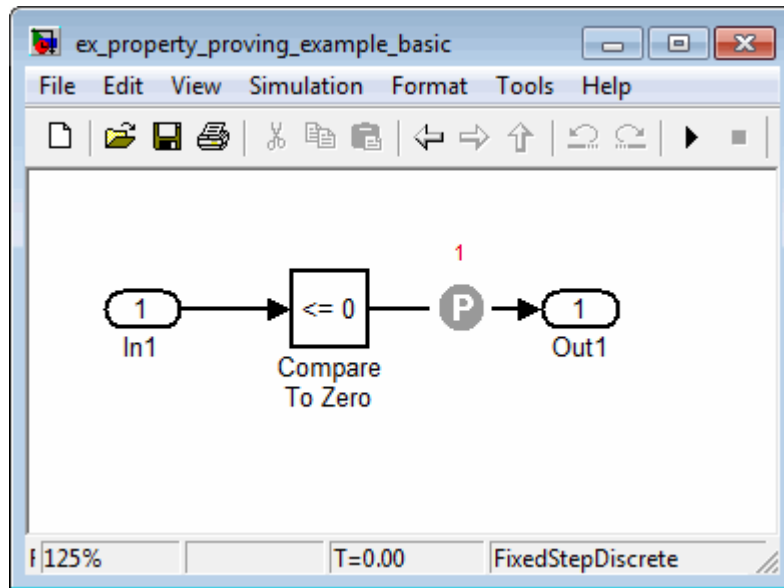 ex_property_proving_example_basic
File Edit View Simulation Format Tools Help
1
1
<= 0
P
1
In1
Compare
To Zero
Out1
125%
T=0.00
FixedStepDiscrete